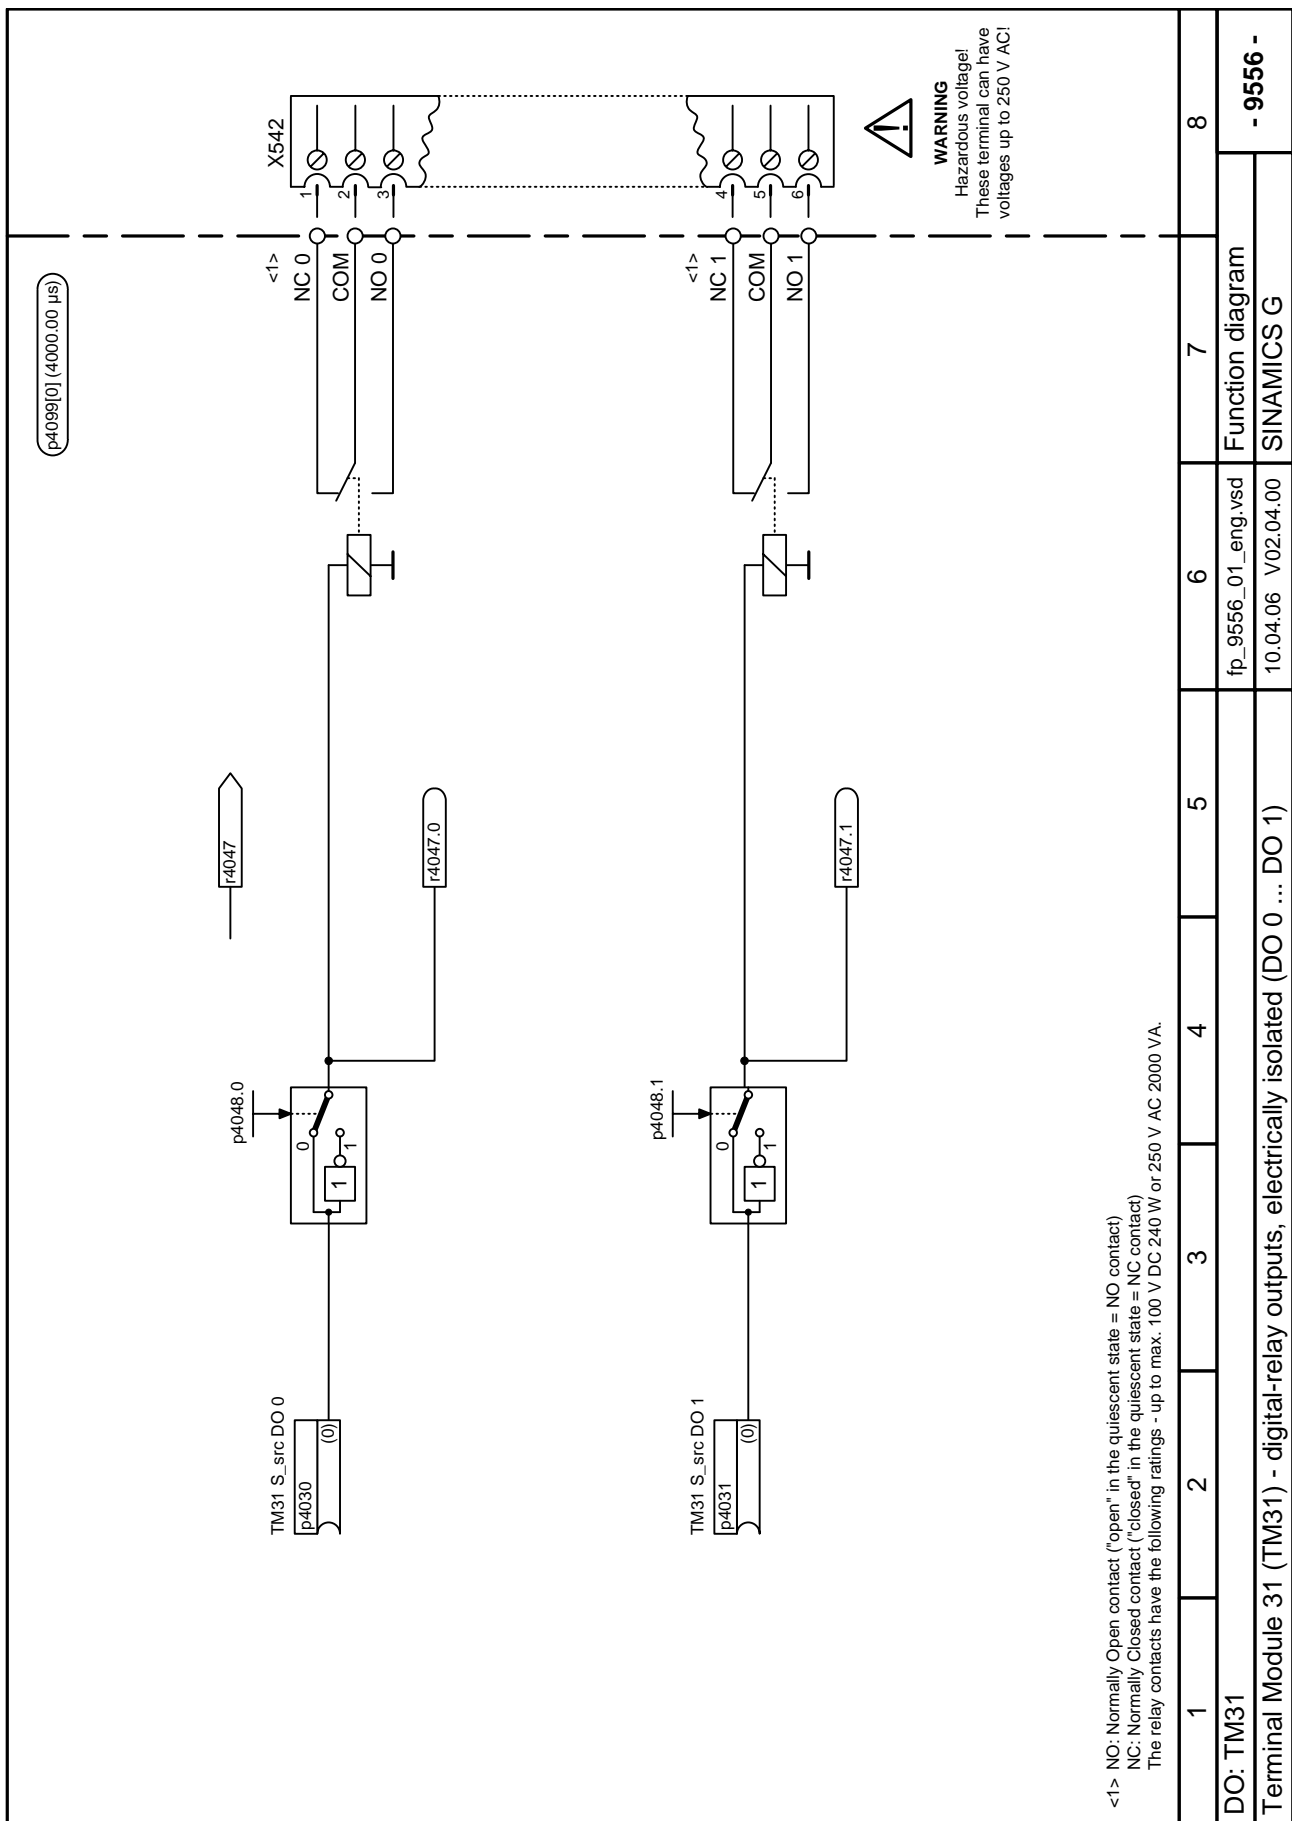 p4099[0] (4000.00 µs)
X542
1
2
3
<1>
NC 0
COM
NO 0
r4047
r4047.0
p4048.0
0
1
1
TM31 S_src DO 0
p4030
(0)
4
5
6
<1>
NC 1
COM
NO 1
r4047.1
p4048.1
0
1
1
TM31 S_src DO 1
p4031
(0)
WARNING
Hazardous voltage!
These terminal can have
voltages up to 250 V AC!
<1> NO: Normally Open contact ("open" in the quiescent state = NO contact)
NC: Normally Closed contact ("closed" in the quiescent state = NC contact)
The relay contacts have the following ratings - up to max. 100 V DC 240 W or 250 V AC 2000 VA.
1 2 3 4 5 6 7 8
DO: TM31 fp_9556_01_eng.vsd Function diagram
- 9556 -
Terminal Module 31 (TM31) - digital-relay outputs, electrically isolated (DO 0 ... DO 1) 10.04.06 V02.04.00 SINAMICS G